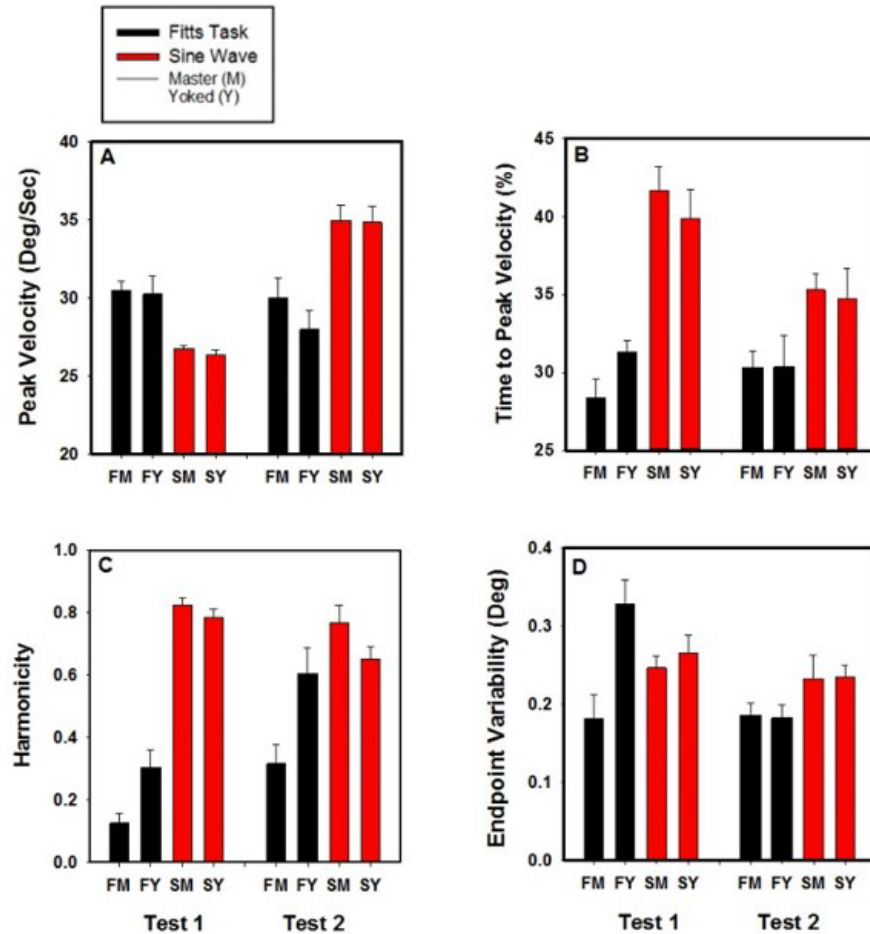 Fitts Task
Sine Wave
Master (M)
Yoked (Y)
A
Peak Velocity (Deg/Sec)
40
35
30
25
20
FM FY SM SY FM FY SM SY
B
Time to Peak Velocity (%)
45
40
35
30
25
FM FY SM SY FM FY SM SY
C
Harmonicity
1.0
0.8
0.6
0.4
0.2
0.0
FM FY SM SY FM FY SM SY
Test 1 Test 2
D
Endpoint Variability (Deg)
0.4
0.3
0.2
0.1
0.0
FM FY SM SY FM FY SM SY
Test 1 Test 2